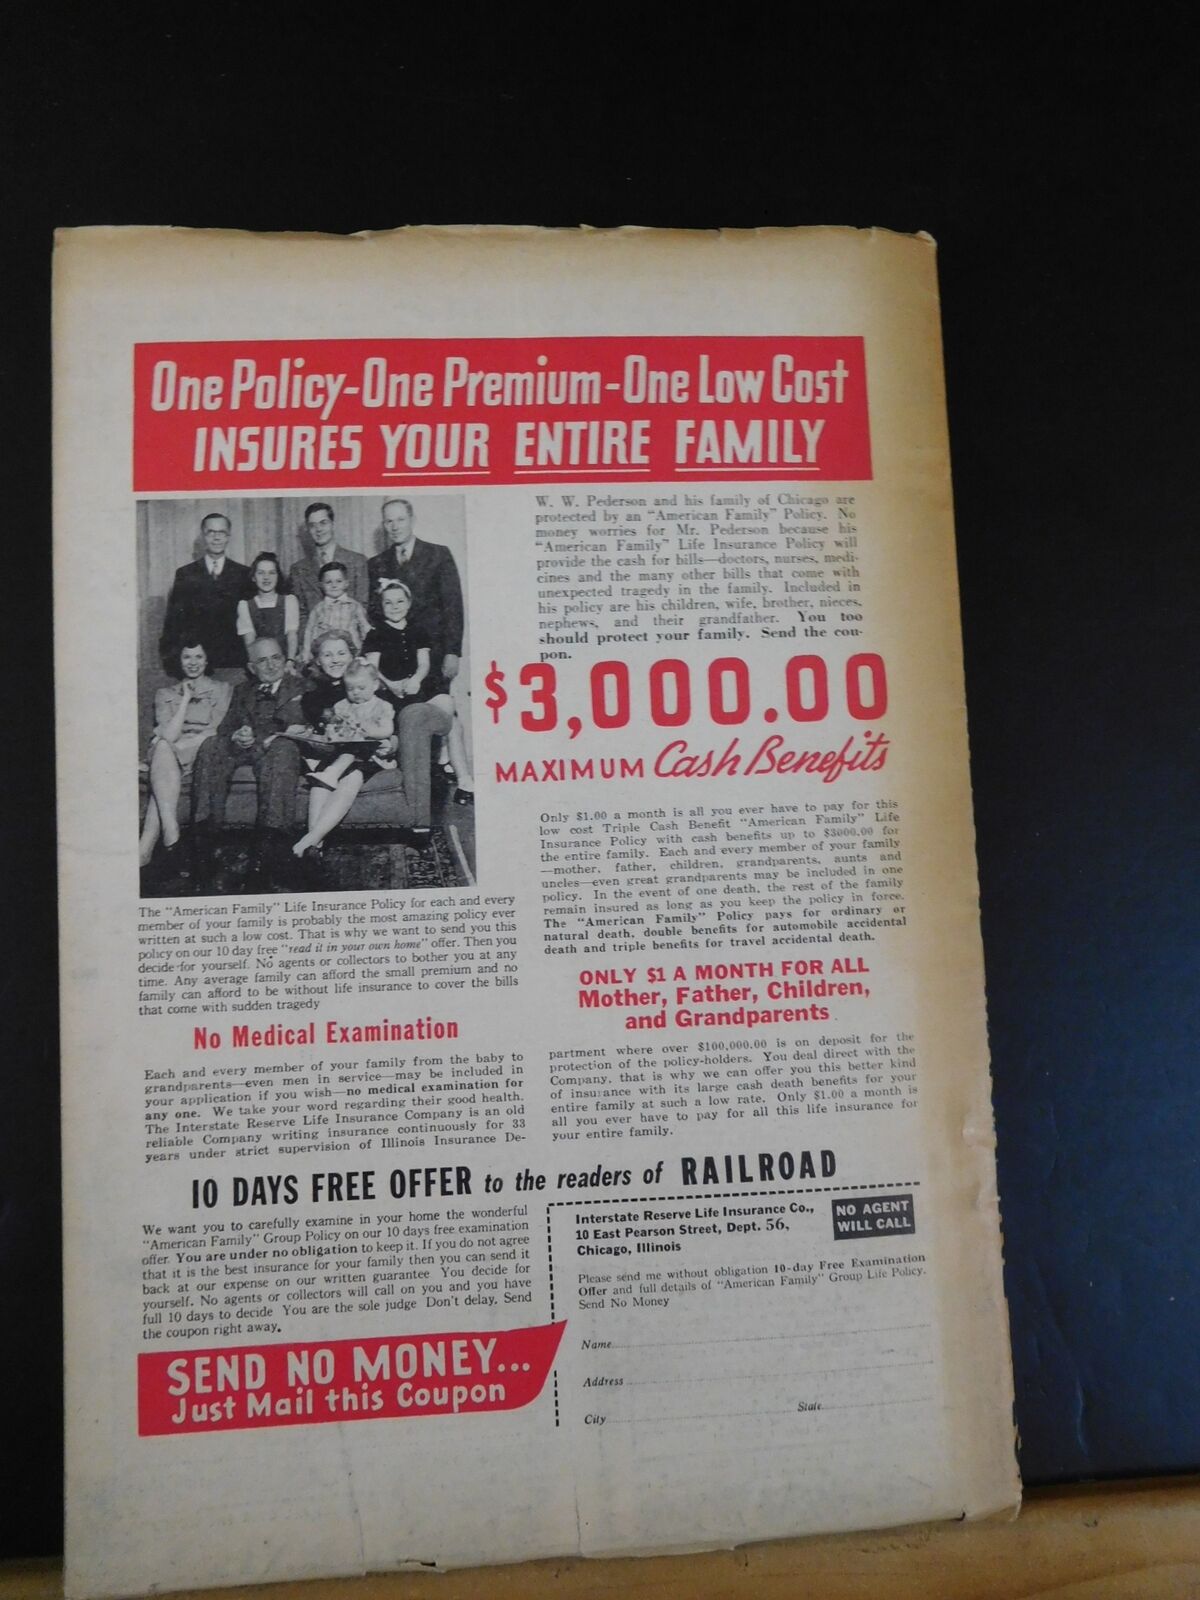 One Policy-One Premium-One Low Cost
INSURES YOUR ENTIRE FAMILY
W. W. Pederson and his family of Chicago are
protected by an "American Family" Policy. No
money worries for Mr. Pederson because his
"American Family" Life Insurance Policy will
provide the cash for bills—doctors, nurses, medi-
cines and the many other bills that come with
unexpected tragedy in the family. Included in
his policy are his children, wife, brother, nieces,
nephews, and their grandfather. You too
should protect your family. Send the cou-
pon.
$3,000.00
MAXIMUM Cash Benefits
The "American Family" Life Insurance Policy for each and every
member of your family is probably the most amazing policy ever
written at such a low cost. That is why we want to send you this
policy on our 10 day free "read it in your own home" offer. Then you
decide for yourself. No agents or collectors to bother you at any
time. Any average family can afford the small premium and no
family can afford to be without life insurance to cover the bills
that come with sudden tragedy
No Medical Examination
Each and every member of your family from the baby to
grandparents—even men in service—may be included in
your application if you wish—no medical examination for
any one. We take your word regarding their good health.
The Interstate Reserve Life Insurance Company is an old
reliable Company writing insurance continuously for 33
years under strict supervision of Illinois Insurance De-
Only $1.00 a month is all you ever have to pay for this
low cost Triple Cash Benefit "American Family" Life
Insurance Policy with cash benefits up to $3000.00 for
the entire family. Each and every member of your family
—mother, father, children, grandparents, aunts and
uncles—even great grandparents may be included in one
policy. In the event of one death, the rest of the family
remain insured as long as you keep the policy in force.
The "American Family" Policy pays for ordinary or
natural death, double benefits for automobile accidental
death and triple benefits for travel accidental death.
ONLY $1 A MONTH FOR ALL
Mother, Father, Children,
and Grandparents
partment where over $100,000.00 is on deposit for the
protection of the policy-holders. You deal direct with the
Company, that is why we can offer you this better kind
of insurance with its large cash death benefits for your
entire family at such a low rate. Only $1.00 a month is
all you ever have to pay for all this life insurance for
your entire family.
10 DAYS FREE OFFER to the readers of RAILROAD
We want you to carefully examine in your home the wonderful
"American Family" Group Policy on our 10 days free examination
offer. You are under no obligation to keep it. If you do not agree
that it is the best insurance for your family then you can send it
back at our expense on our written guarantee You decide for
yourself. No agents or collectors will call on you and you have
full 10 days to decide You are the sole judge Don't delay. Send
the coupon right away.
SEND NO MONEY...
Just Mail this Coupon
Interstate Reserve Life Insurance Co.,
10 East Pearson Street, Dept. 56,
Chicago, Illinois
NO AGENT
WILL CALL
Please send me without obligation 10-day Free Examination
Offer and full details of "American Family" Group Life Policy.
Send No Money
Name
Address
City State